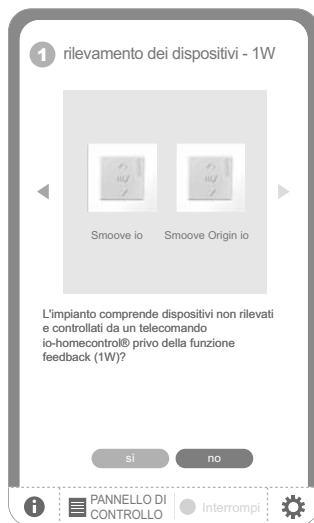 1 rilevamento dei dispositivi - 1W
Smoove io Smoove Origin io
L'impianto comprende dispositivi non rilevati
e controllati da un telecomando
io-homecontrol® privo della funzione
feedback (1W)?
sì no
PANNELLO DI
CONTROLLO
Interrompi